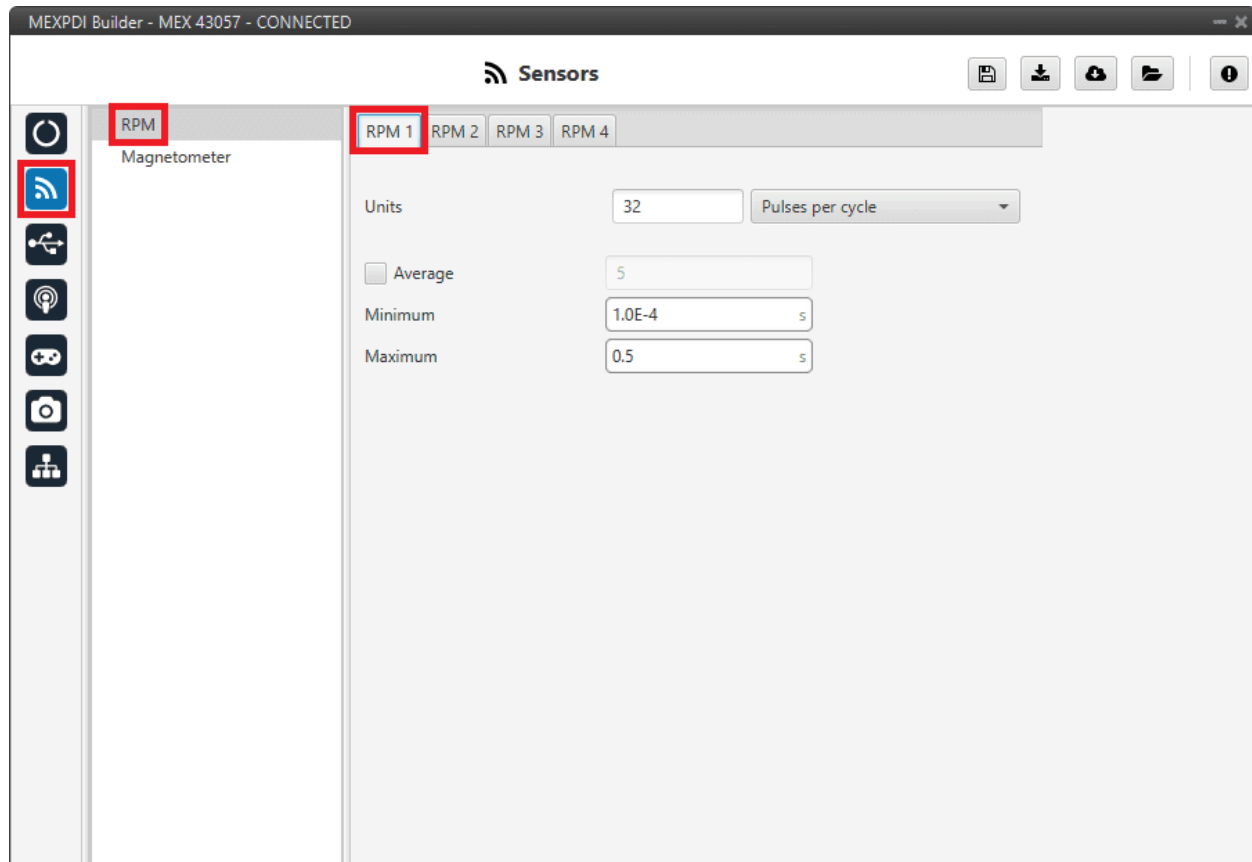 MEXPDI Builder - MEX 43057 - CONNECTED
Sensors
RPM
Magnetometer
RPM 1 RPM 2 RPM 3 RPM 4
Units 32 Pulses per cycle
Average 5
Minimum 1.0E-4 s
Maximum 0.5 s